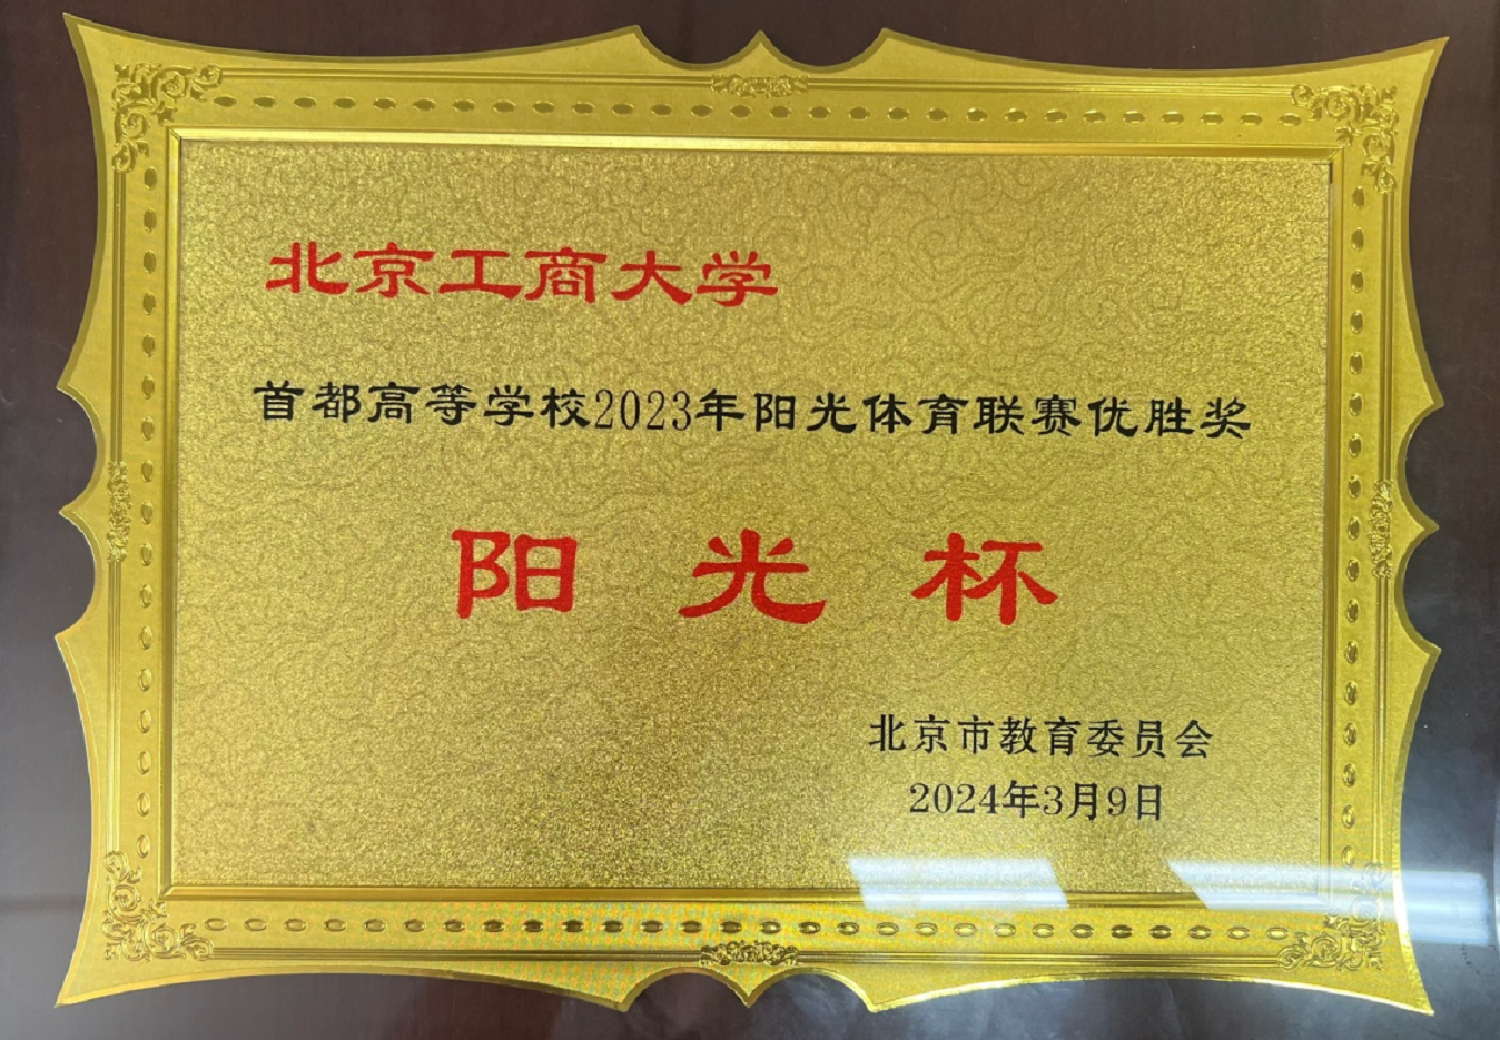 北京工商大学
首都高等学校2023年阳光体育联赛优胜奖
阳光杯
北京市教育委员会
2024年3月9日